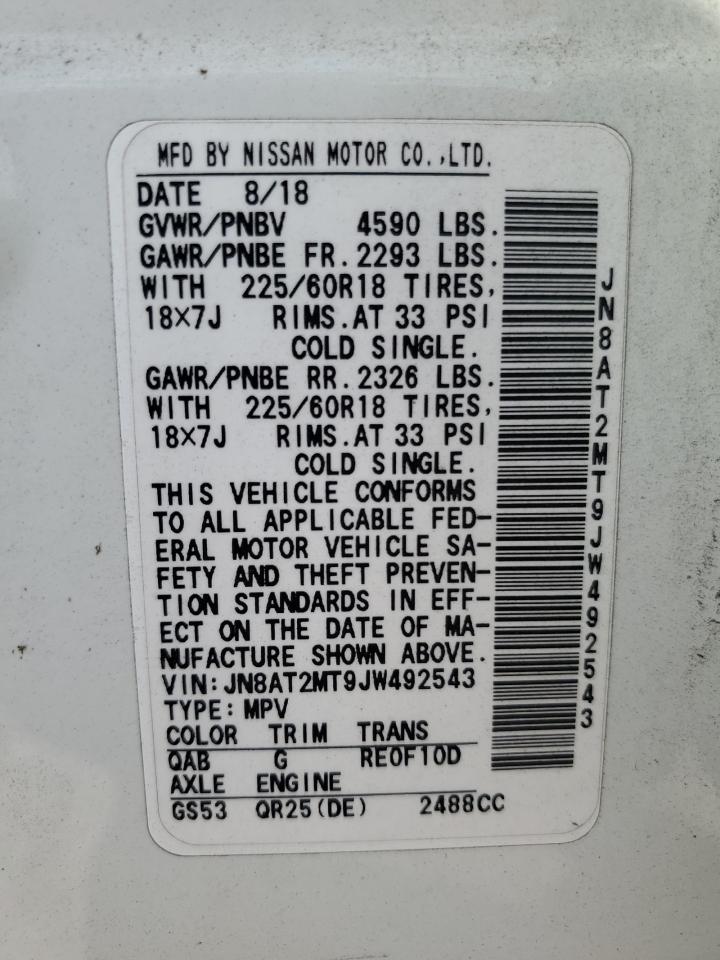 MFD BY NISSAN MOTOR CO.,LTD.
DATE 8/18
GVWR/PNBV 4590 LBS.
GAWR/PNBE FR.2293 LBS.
WITH 225/60R18 TIRES,
18×7J RIMS.AT 33 PSI
COLD SINGLE.
GAWR/PNBE RR.2326 LBS.
WITH 225/60R18 TIRES,
18×7J RIMS.AT 33 PSI
COLD SINGLE.
THIS VEHICLE CONFORMS
TO ALL APPLICABLE FED-
ERAL MOTOR VEHICLE SA-
FETY AND THEFT PREVEN-
TION STANDARDS IN EFF-
ECT ON THE DATE OF MA-
NUFACTURE SHOWN ABOVE.
VIN:JN8AT2MT9JW492543
TYPE:MPV
COLOR TRIM TRANS
QAB G RE0F10D
AXLE ENGINE
GS53 QR25(DE) 2488CC
JN8AT2MT9JW492543